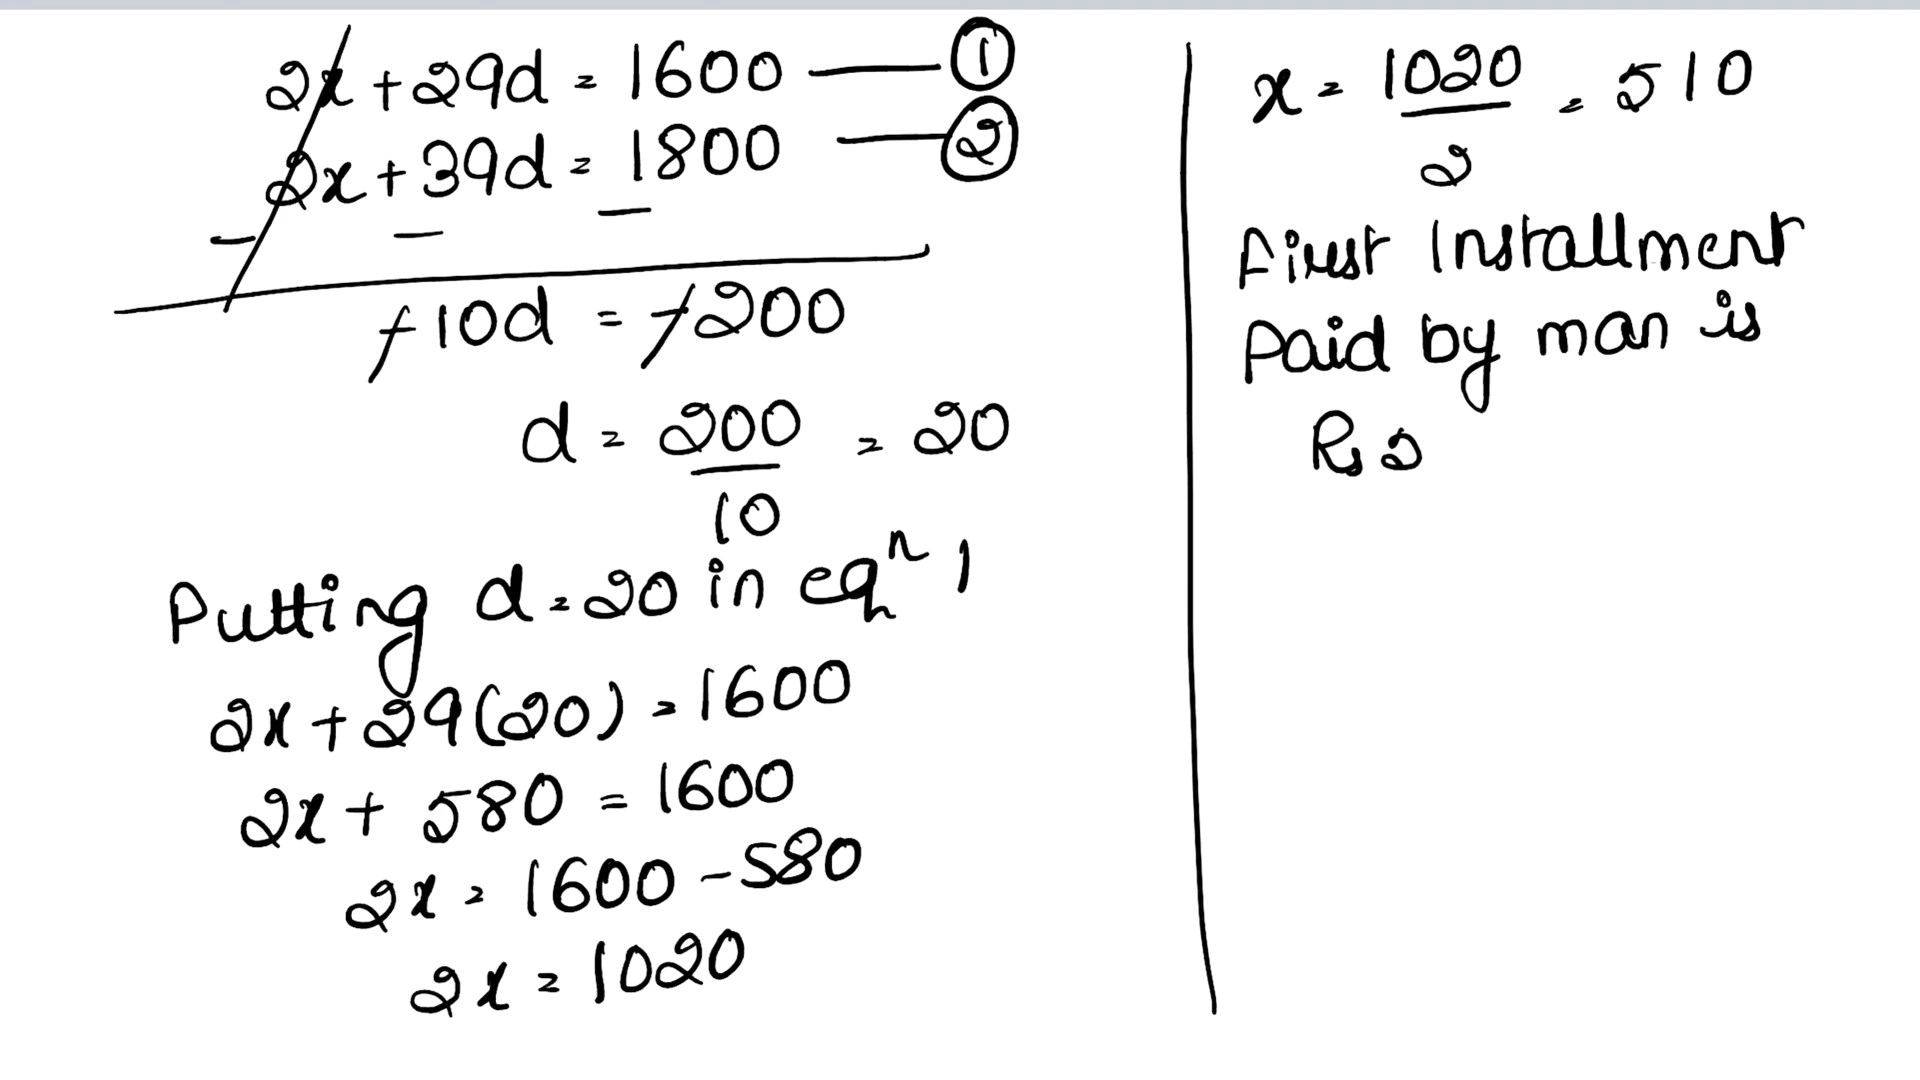 2x + 29d = 1600 — ①
2x + 39d = 1800 — ②
- - -
-10d = -200
d = 200/10 = 20
Putting d = 20 in eqⁿ 1
2x + 29(20) = 1600
2x + 580 = 1600
2x = 1600 - 580
2x = 1020
x = 1020/2 = 510
First Installment
Paid by man is
Rs